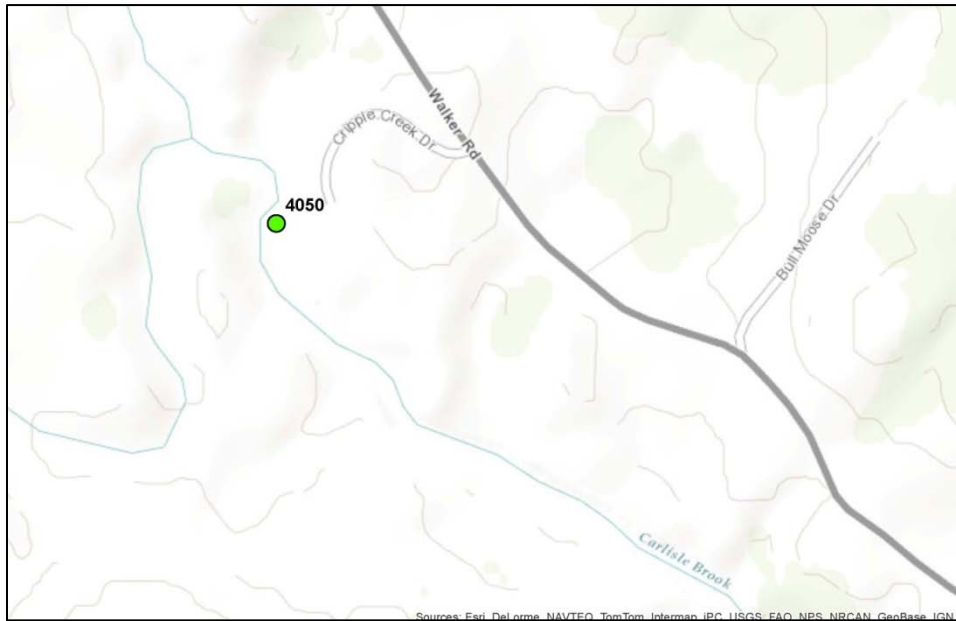 Walker Rd
Cripple Creek Dr
4050
Bull Moose Dr
Carlisle Brook
Sources: Esri, DeLorme, NAVTEQ, TomTom, Intermap, iPC, USGS, FAO, NPS, NRCAN, GeoBase, IGN,